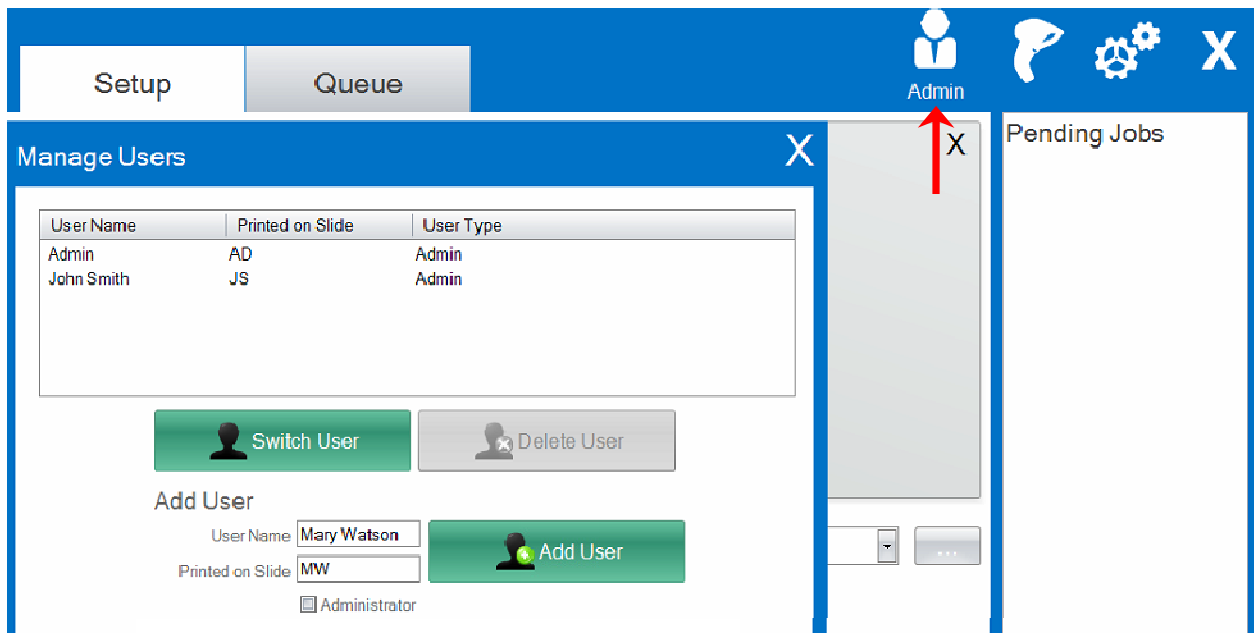 Setup
Queue
Admin
X
Manage Users
X
X
Pending Jobs
User Name Printed on Slide User Type
Admin AD Admin
John Smith JS Admin
Switch User
Delete User
Add User
User Name Mary Watson
Add User
Printed on Slide MW
Administrator
...